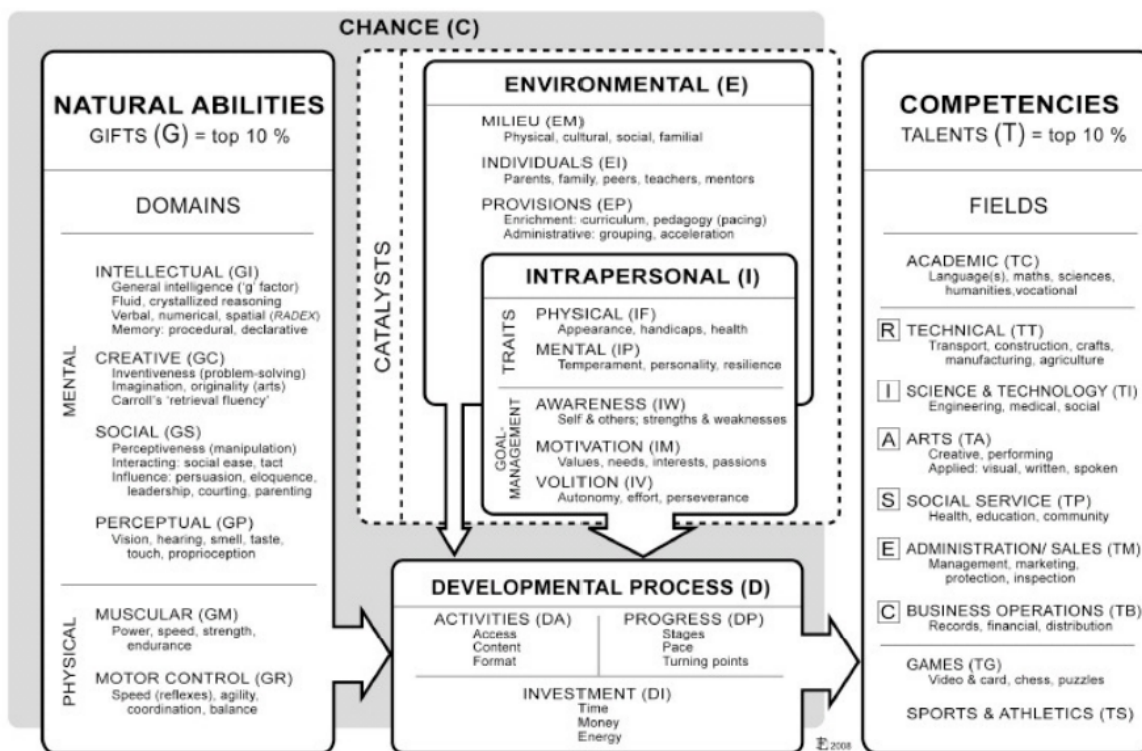 CHANCE (C)
NATURAL ABILITIES
GIFTS (G) = top 10 %
DOMAINS
MENTAL
INTELLECTUAL (GI)
General intelligence ('g' factor)
Fluid, crystallized reasoning
Verbal, numerical, spatial (RADEX)
Memory: procedural, declarative
CREATIVE (GC)
Inventiveness (problem-solving)
Imagination, originality (arts)
Carroll's 'retrieval fluency'
SOCIAL (GS)
Perceptiveness (manipulation)
Interacting: social ease, tact
Influence: persuasion, eloquence,
leadership, courting, parenting
PERCEPTUAL (GP)
Vision, hearing, smell, taste,
touch, proprioception
PHYSICAL
MUSCULAR (GM)
Power, speed, strength,
endurance
MOTOR CONTROL (GR)
Speed (reflexes), agility,
coordination, balance
CATALYSTS
ENVIRONMENTAL (E)
MILIEU (EM)
Physical, cultural, social, familial
INDIVIDUALS (EI)
Parents, family, peers, teachers, mentors
PROVISIONS (EP)
Enrichment: curriculum, pedagogy (pacing)
Administrative: grouping, acceleration
INTRAPERSONAL (I)
TRAITS
PHYSICAL (IF)
Appearance, handicaps, health
MENTAL (IP)
Temperament, personality, resilience
GOAL-
MANAGEMENT
AWARENESS (IW)
Self & others; strengths & weaknesses
MOTIVATION (IM)
Values, needs, interests, passions
VOLITION (IV)
Autonomy, effort, perseverance
DEVELOPMENTAL PROCESS (D)
ACTIVITIES (DA)
Access
Content
Format
PROGRESS (DP)
Stages
Pace
Turning points
INVESTMENT (DI)
Time
Money
Energy
COMPETENCIES
TALENTS (T) = top 10 %
FIELDS
ACADEMIC (TC)
Language(s), maths, sciences,
humanities,vocational
R TECHNICAL (TT)
Transport, construction, crafts,
manufacturing, agriculture
I SCIENCE & TECHNOLOGY (TI)
Engineering, medical, social
A ARTS (TA)
Creative, performing
Applied: visual, written, spoken
S SOCIAL SERVICE (TP)
Health, education, community
E ADMINISTRATION/ SALES (TM)
Management, marketing,
protection, inspection
C BUSINESS OPERATIONS (TB)
Records, financial, distribution
GAMES (TG)
Video & card, chess, puzzles
SPORTS & ATHLETICS (TS)
2008